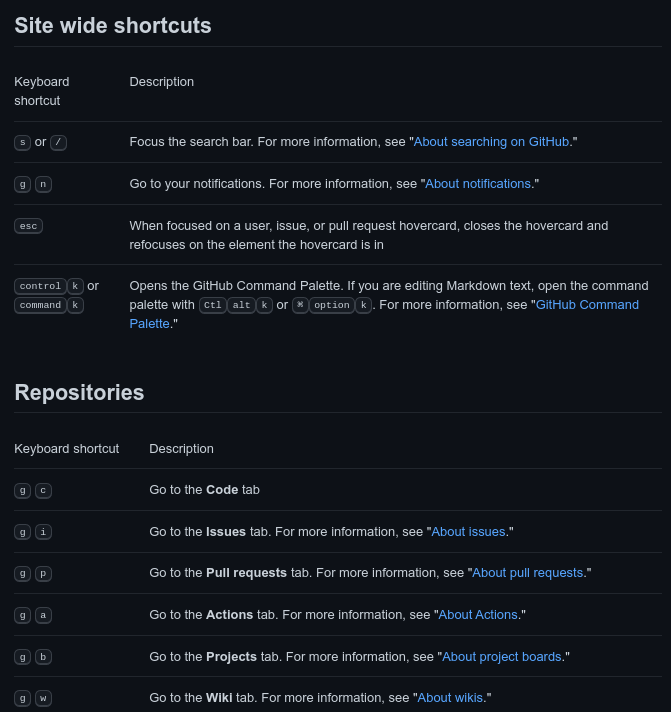 Site wide shortcuts
Keyboard shortcut Description
s or / Focus the search bar. For more information, see "About searching on GitHub."
g n Go to your notifications. For more information, see "About notifications."
esc When focused on a user, issue, or pull request hovercard, closes the hovercard and
refocuses on the element the hovercard is in
control k or Opens the GitHub Command Palette. If you are editing Markdown text, open the command
command k palette with Ctl alt k or ⌘ option k. For more information, see "GitHub Command
Palette."
Repositories
Keyboard shortcut Description
g c Go to the Code tab
g i Go to the Issues tab. For more information, see "About issues."
g p Go to the Pull requests tab. For more information, see "About pull requests."
g a Go to the Actions tab. For more information, see "About Actions."
g b Go to the Projects tab. For more information, see "About project boards."
g w Go to the Wiki tab. For more information, see "About wikis."